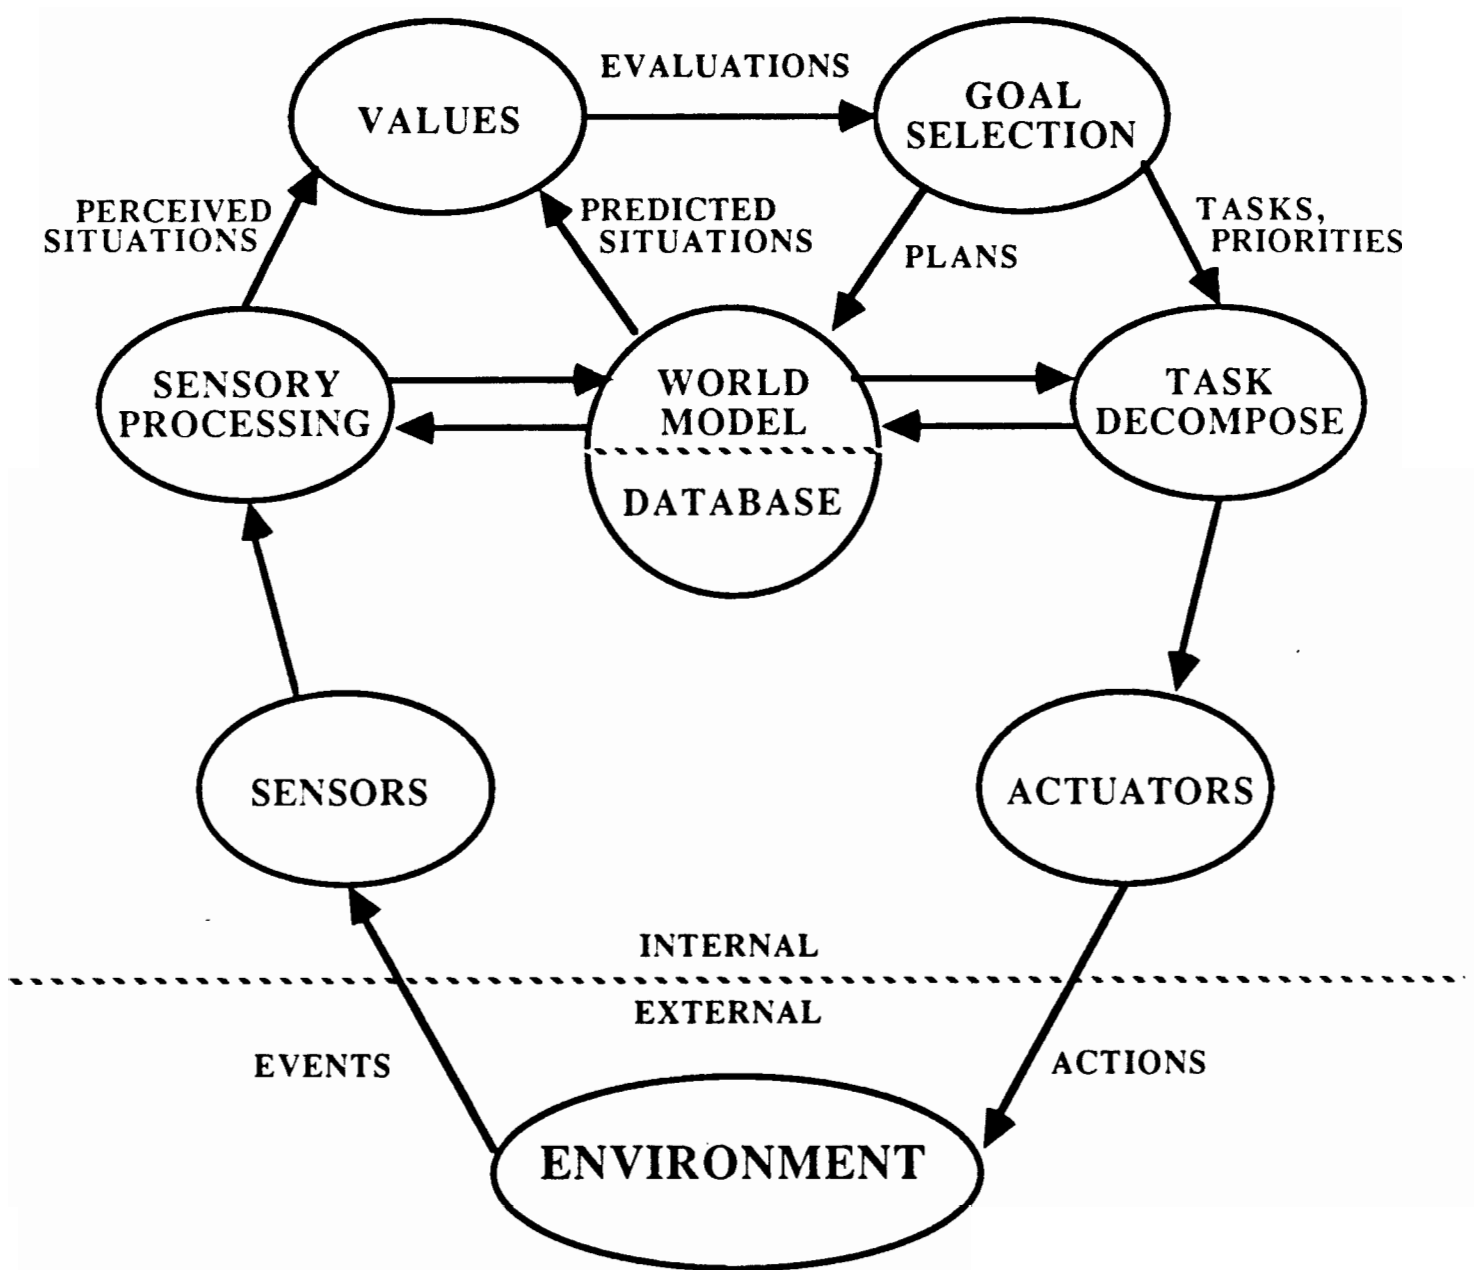 EVALUATIONS
VALUES
GOAL
SELECTION
PERCEIVED
SITUATIONS
PREDICTED
SITUATIONS
PLANS
TASKS,
PRIORITIES
SENSORY
PROCESSING
WORLD
MODEL
DATABASE
TASK
DECOMPOSE
SENSORS
ACTUATORS
INTERNAL
EXTERNAL
EVENTS
ACTIONS
ENVIRONMENT